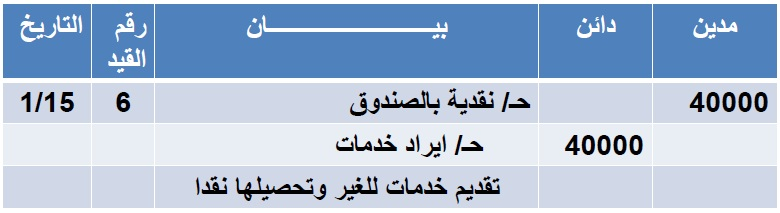 مدين دائن بيـــــــــــــــــــــــــان رقم القيد التاريخ
40000 حـ/ نقدية بالصندوق 6 1/15
40000 حـ/ ايراد خدمات
تقديم خدمات للغير وتحصيلها نقدا